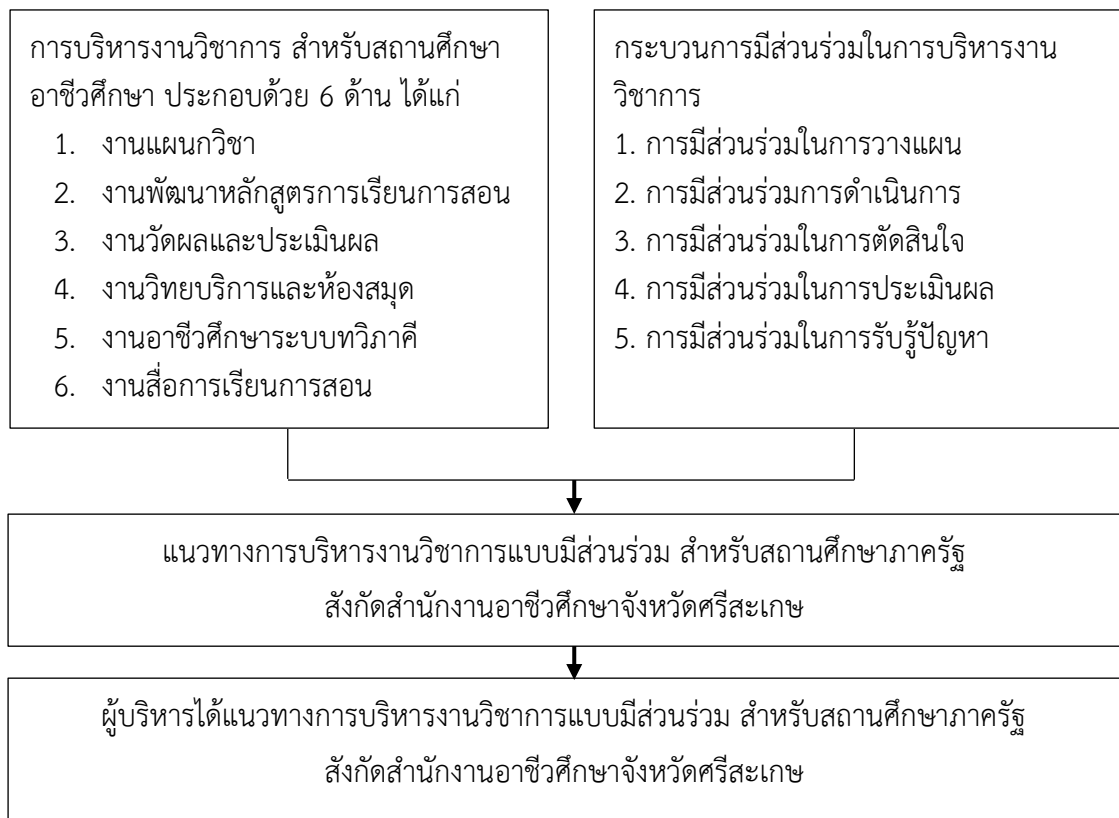 การบริหารงานวิชาการ สำหรับสถานศึกษา
อาชีวศึกษา ประกอบด้วย 6 ด้าน ได้แก่
1. งานแผนกวิชา
2. งานพัฒนาหลักสูตรการเรียนการสอน
3. งานวัดผลและประเมินผล
4. งานวิทยบริการและห้องสมุด
5. งานอาชีวศึกษาระบบทวิภาคี
6. งานสื่อการเรียนการสอน
กระบวนการมีส่วนร่วมในการบริหารงาน
วิชาการ
1. การมีส่วนร่วมในการวางแผน
2. การมีส่วนร่วมการดำเนินการ
3. การมีส่วนร่วมในการตัดสินใจ
4. การมีส่วนร่วมในการประเมินผล
5. การมีส่วนร่วมในการรับรู้ปัญหา
แนวทางการบริหารงานวิชาการแบบมีส่วนร่วม สำหรับสถานศึกษาภาครัฐ
สังกัดสำนักงานอาชีวศึกษาจังหวัดศรีสะเกษ
ผู้บริหารได้แนวทางการบริหารงานวิชาการแบบมีส่วนร่วม สำหรับสถานศึกษาภาครัฐ
สังกัดสำนักงานอาชีวศึกษาจังหวัดศรีสะเกษ